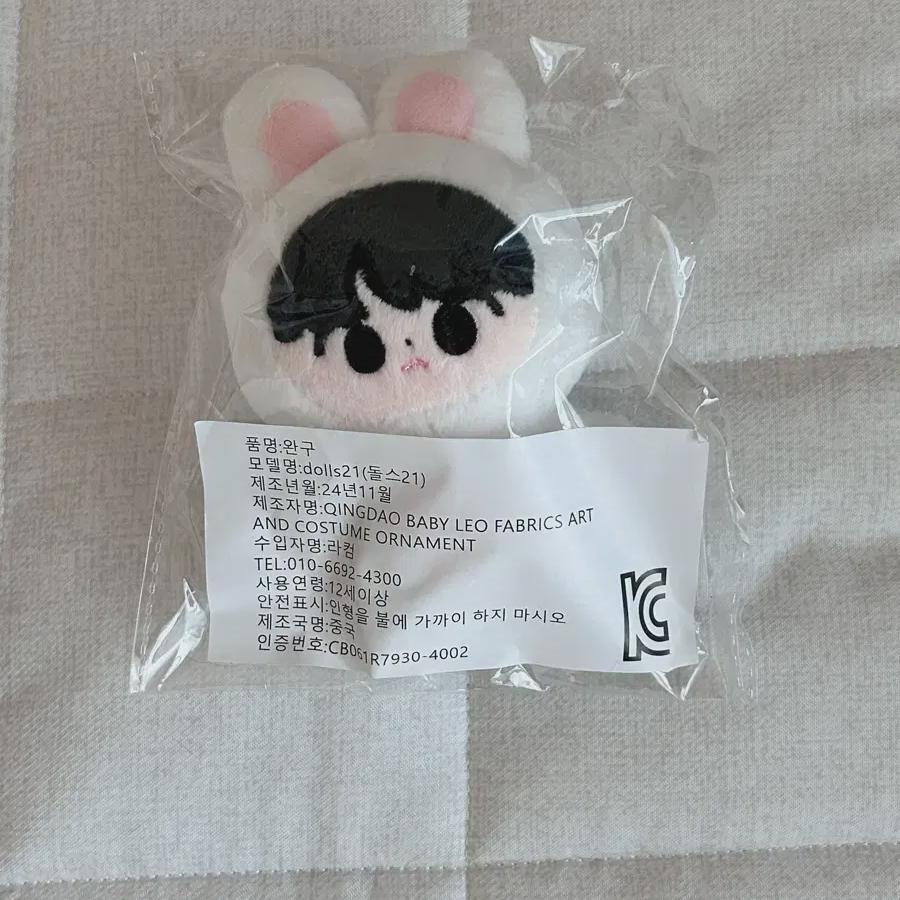 품명:완구
모델명:dolls21(돌스21)
제조년월:24년11월
제조자명:QINGDAO BABY LEO FABRICS ART
AND COSTUME ORNAMENT
수입자명:라컴
TEL:010-6692-4300
사용연령:12세이상
안전표시:인형을 불에 가까이 하지 마시오
제조국명:중국
인증번호:CB061R7930-4002
KC